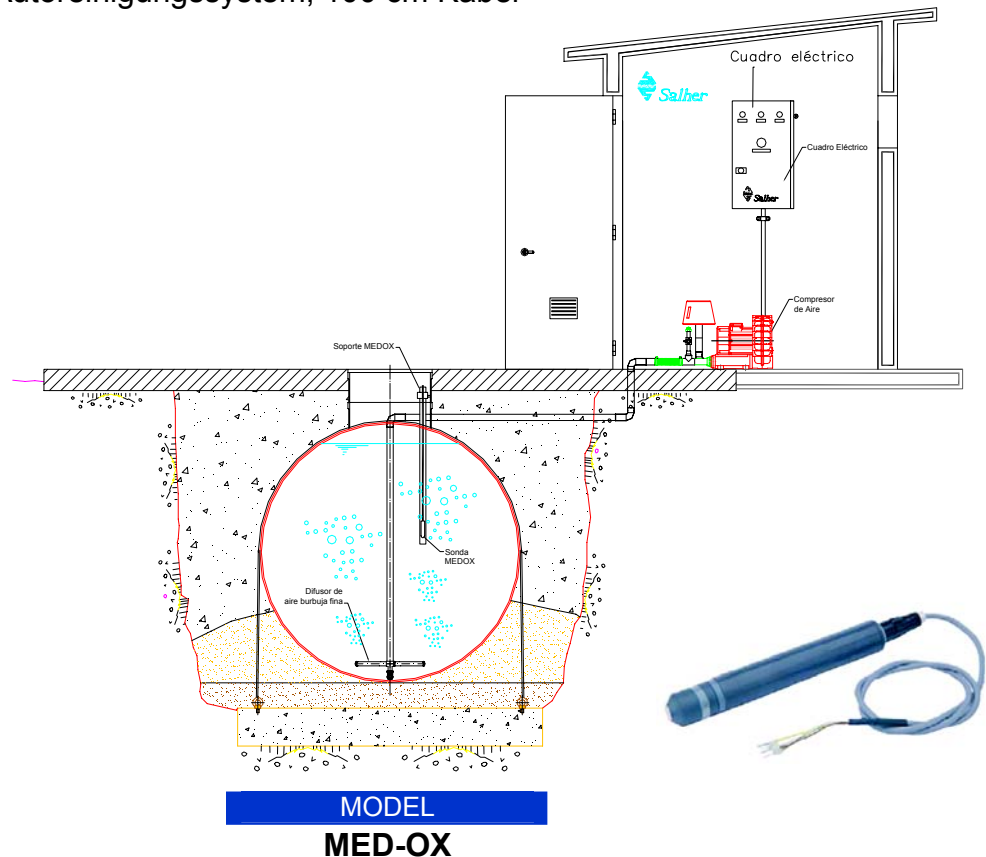 Cuadro eléctrico
Salher
Cuadro Eléctrico
Salher
Compresor
de Aire
Soporte MEDOX
Sonda
MEDOX
Difusor de
aire burbuja fina
MODEL
MED-OX